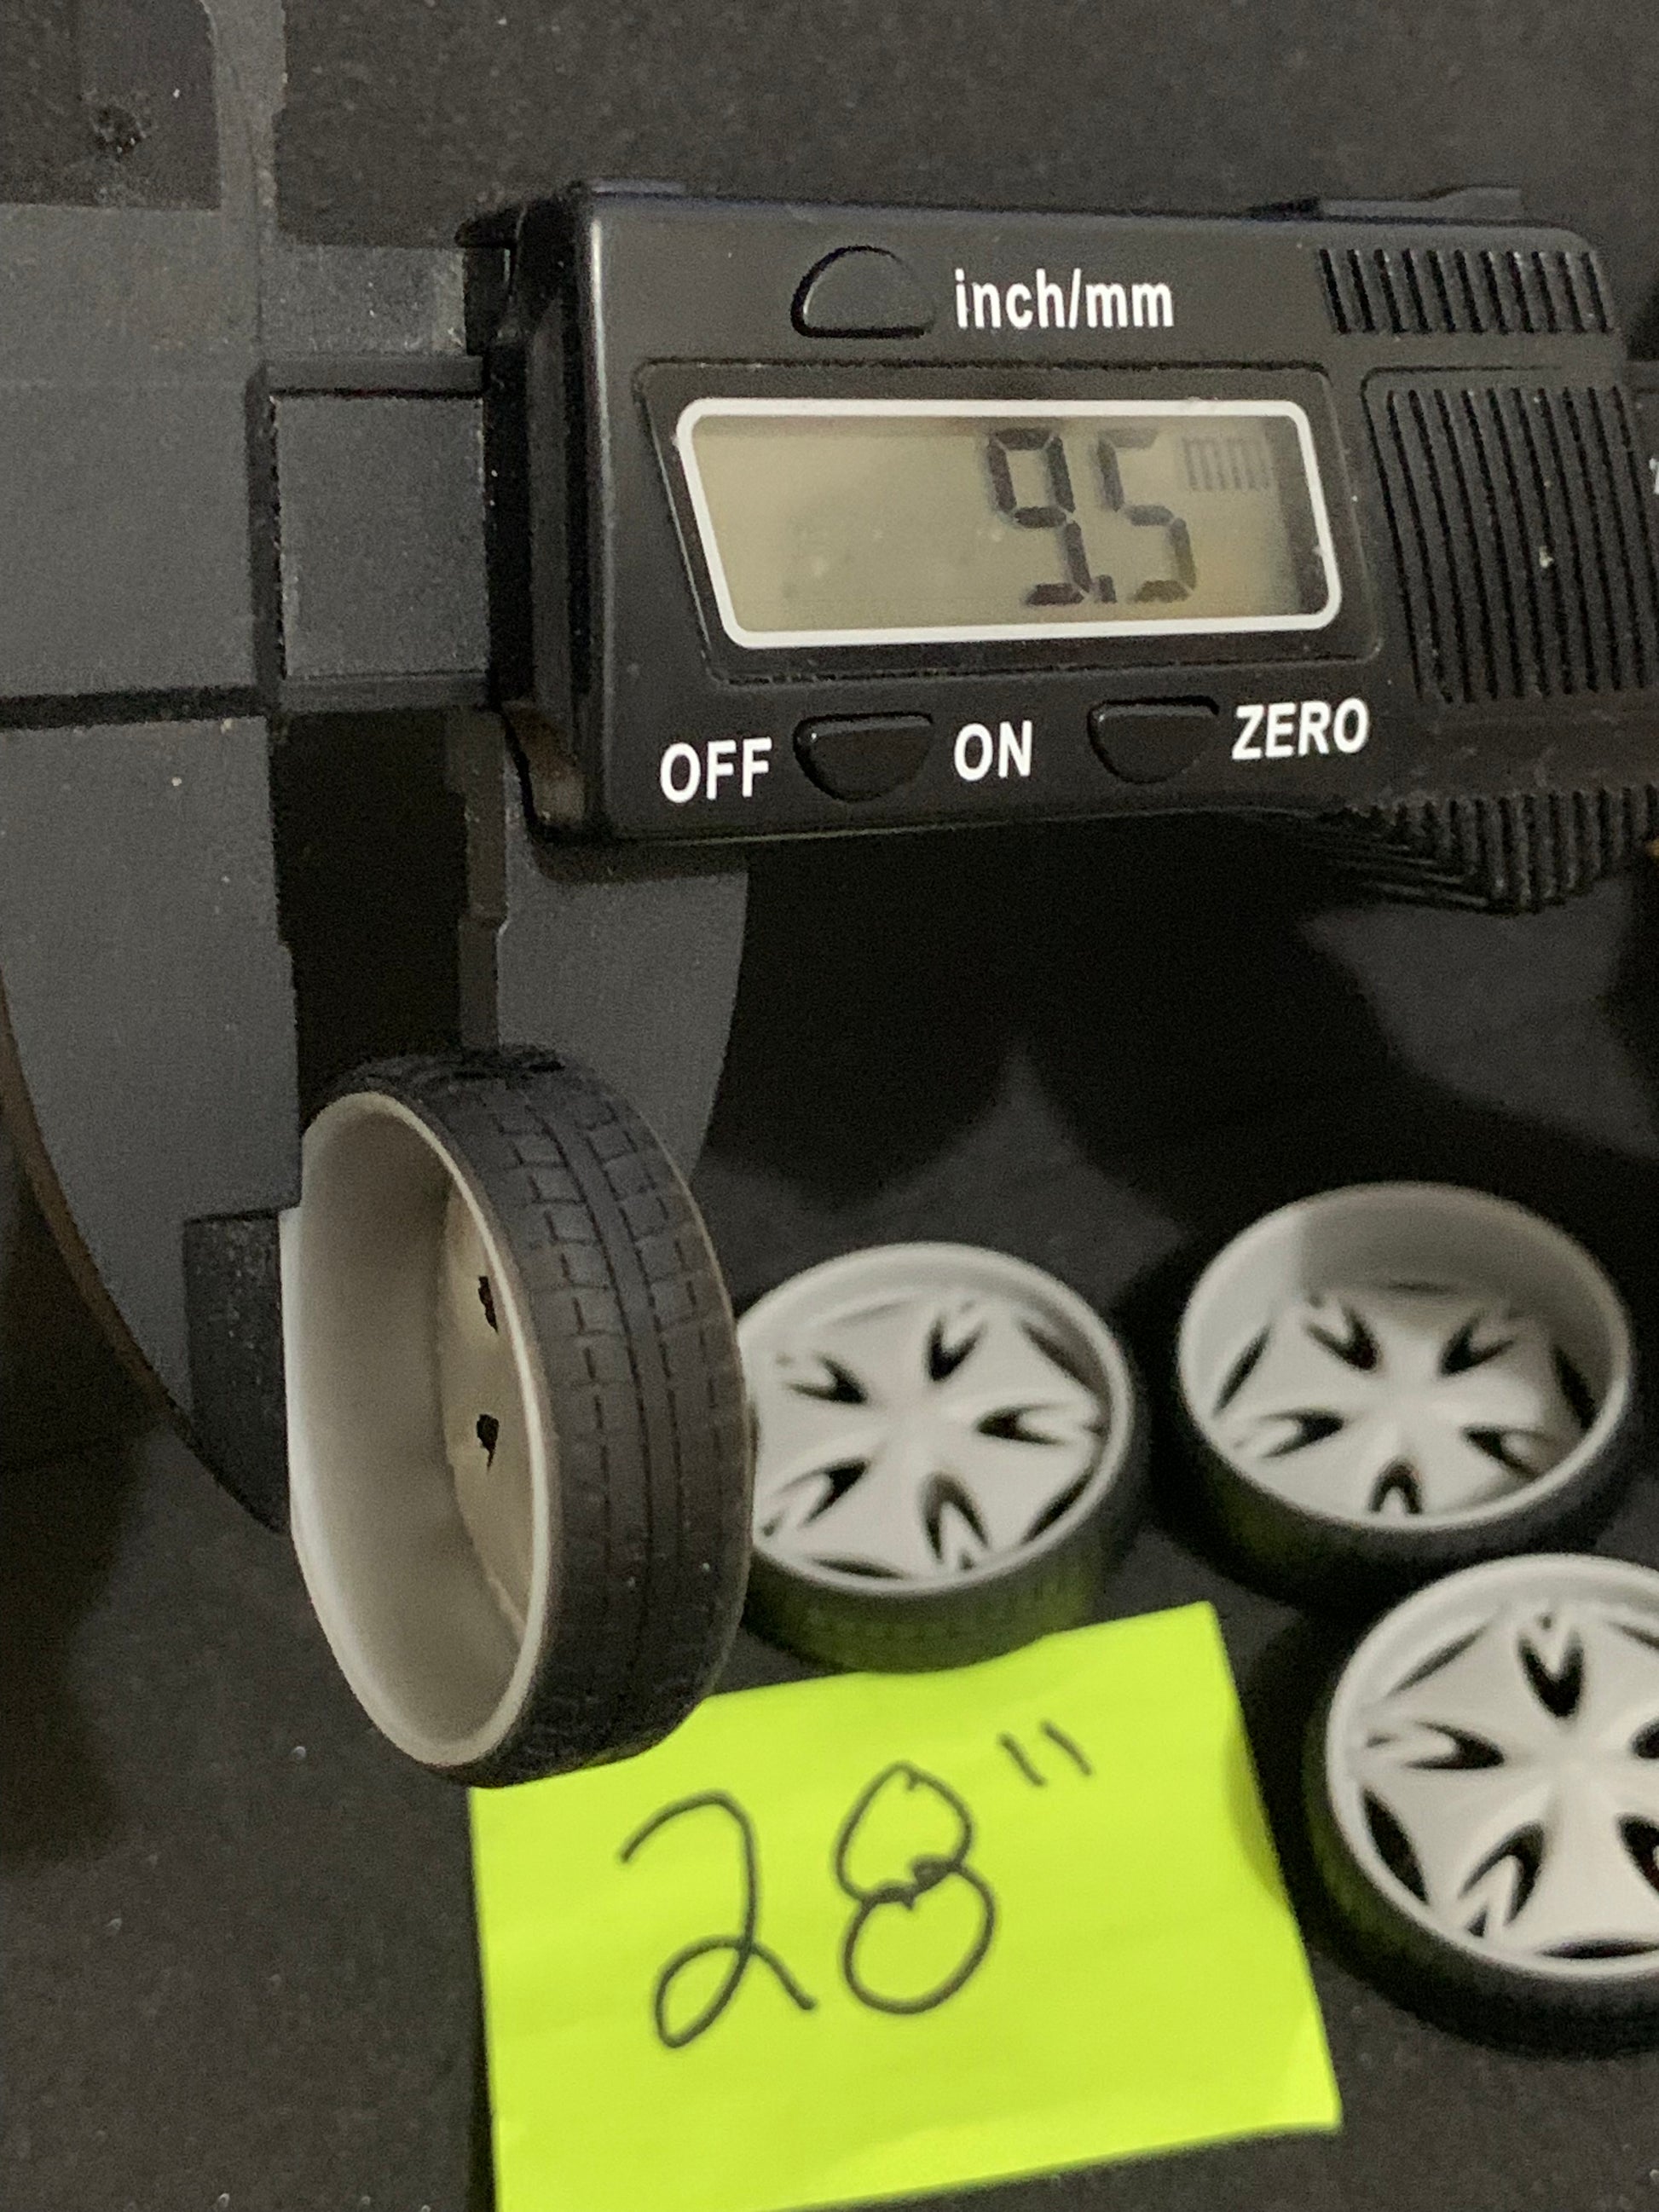 inch/mm
9.5 mm
OFF ON ZERO
28"